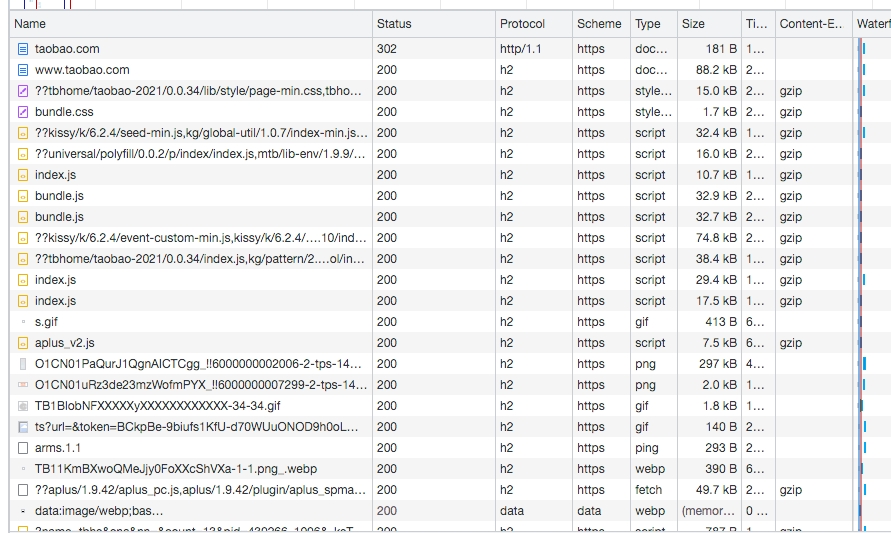 Name Status Protocol Scheme Type Size Ti... Content-E.. Waterf
taobao.com 302 http/1.1 https doc... 181 B 1...
www.taobao.com 200 h2 https doc... 88.2 kB 2...
??tbhome/taobao-2021/0.0.34/lib/style/page-min.css,tbho... 200 h2 https style... 15.0 kB 2... gzip
bundle.css 200 h2 https style... 1.7 kB 2... gzip
??kissy/k/6.2.4/seed-min.js,kg/global-util/1.0.7/index-min.js... 200 h2 https script 32.4 kB 1... gzip
??universal/polyfill/0.0.2/p/index/index.js,mtb/lib-env/1.9.9/... 200 h2 https script 16.0 kB 2... gzip
index.js 200 h2 https script 10.7 kB 1... gzip
bundle.js 200 h2 https script 32.9 kB 2... gzip
bundle.js 200 h2 https script 32.7 kB 2... gzip
??kissy/k/6.2.4/event-custom-min.js,kissy/k/6.2.4/....10/ind... 200 h2 https script 74.8 kB 2... gzip
??tbhome/taobao-2021/0.0.34/index.js,kg/pattern/2....ol/in... 200 h2 https script 38.4 kB 1... gzip
index.js 200 h2 https script 29.4 kB 1... gzip
index.js 200 h2 https script 17.5 kB 1... gzip
s.gif 200 h2 https gif 413 B 6...
aplus_v2.js 200 h2 https script 7.5 kB 6... gzip
O1CN01PaQurJ1QgnAICTCgg_!!6000000002006-2-tps-14... 200 h2 https png 297 kB 4...
O1CN01uRz3de23mzWofmPYX_!!6000000007299-2-tps-14... 200 h2 https png 2.0 kB 1...
TB1BlobNFXXXXXyXXXXXXXXXXXX-34-34.gif 200 h2 https gif 1.8 kB 1...
ts?url=&token=BCkpBe-9biufs1KfU-d70WUuONOD9h0oL... 200 h2 https gif 140 B 2...
arms.1.1 200 h2 https ping 293 B 2...
TB11KmBXwoQMeJjy0FoXXcShVXa-1-1.png_.webp 200 h2 https webp 390 B 6...
??aplus/1.9.42/aplus_pc.js,aplus/1.9.42/plugin/aplus_spma... 200 h2 https fetch 49.7 kB 2... gzip
data:image/webp;bas... 200 data data webp (memor... 0 ...
200 h2 https script 787 B 1... gzip